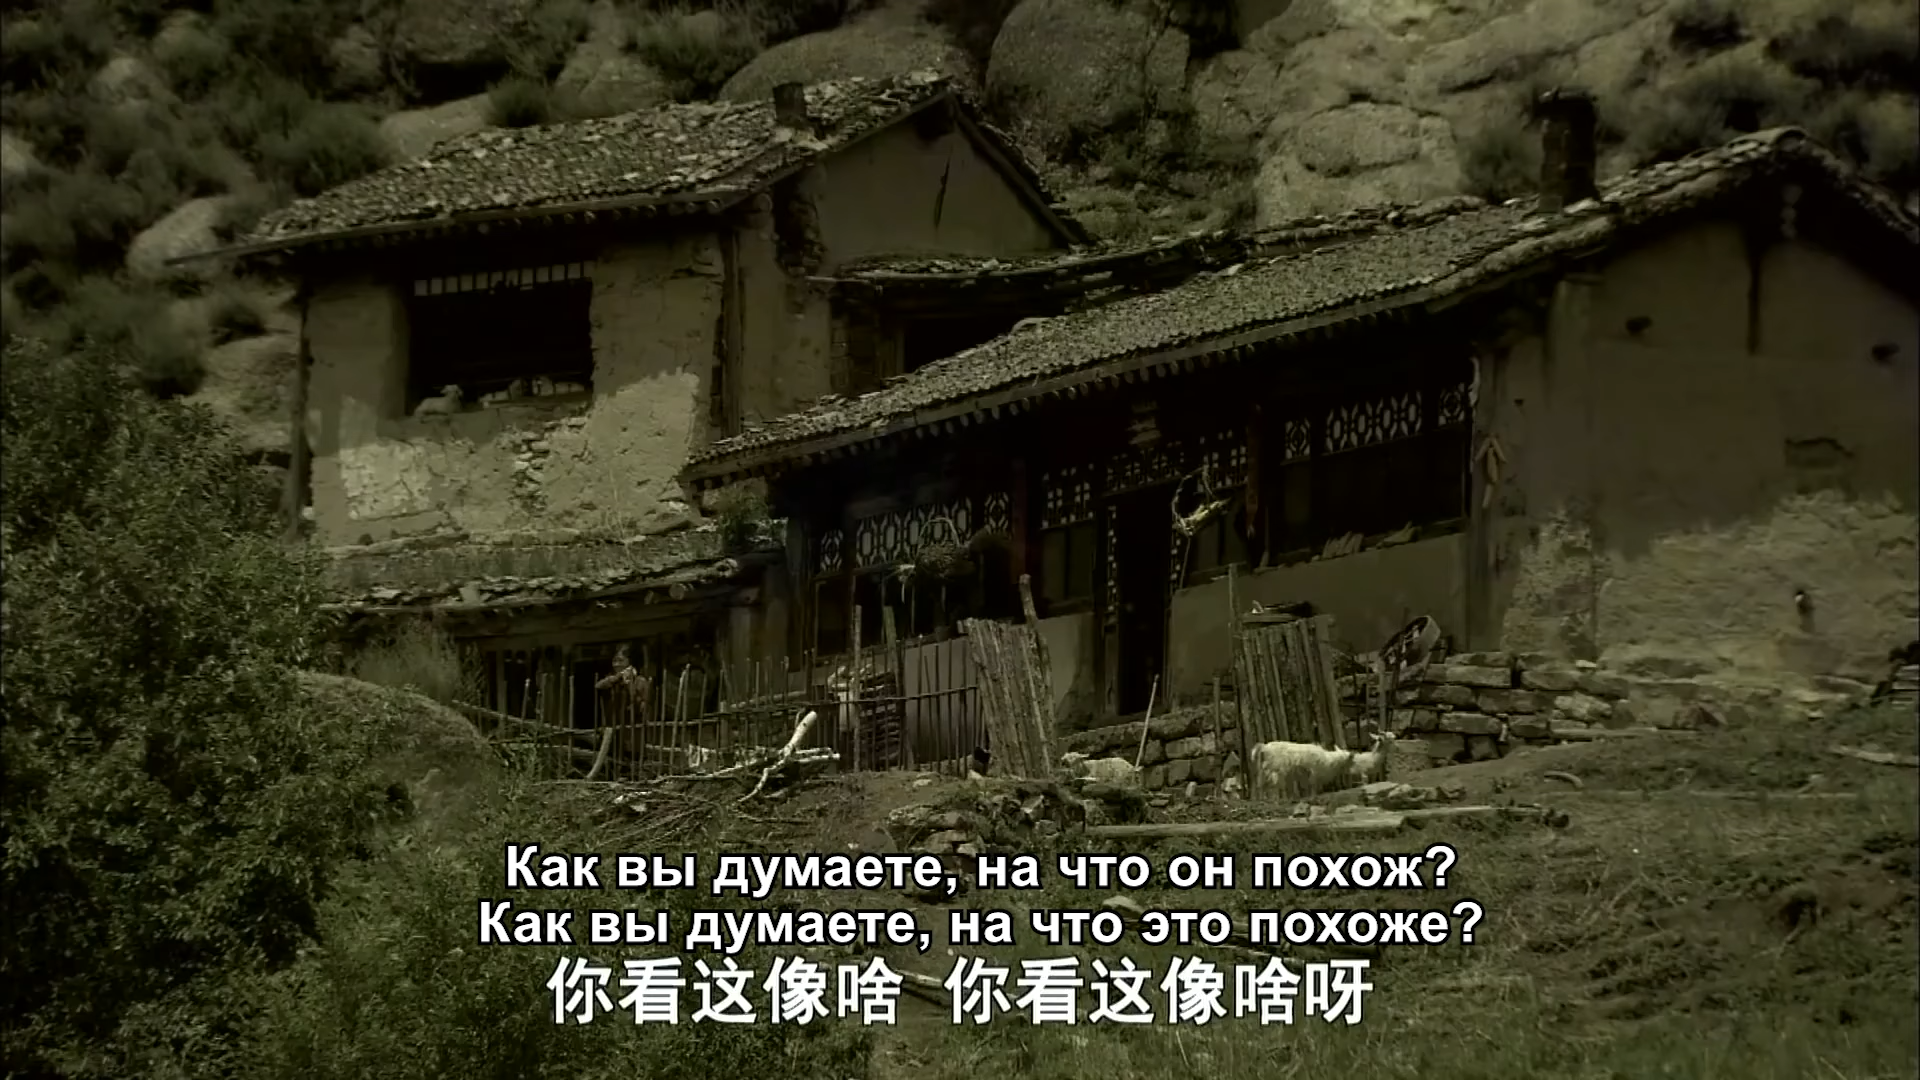 Как вы думаете, на что он похож?
Как вы думаете, на что это похоже?
你看这像啥 你看这像啥呀